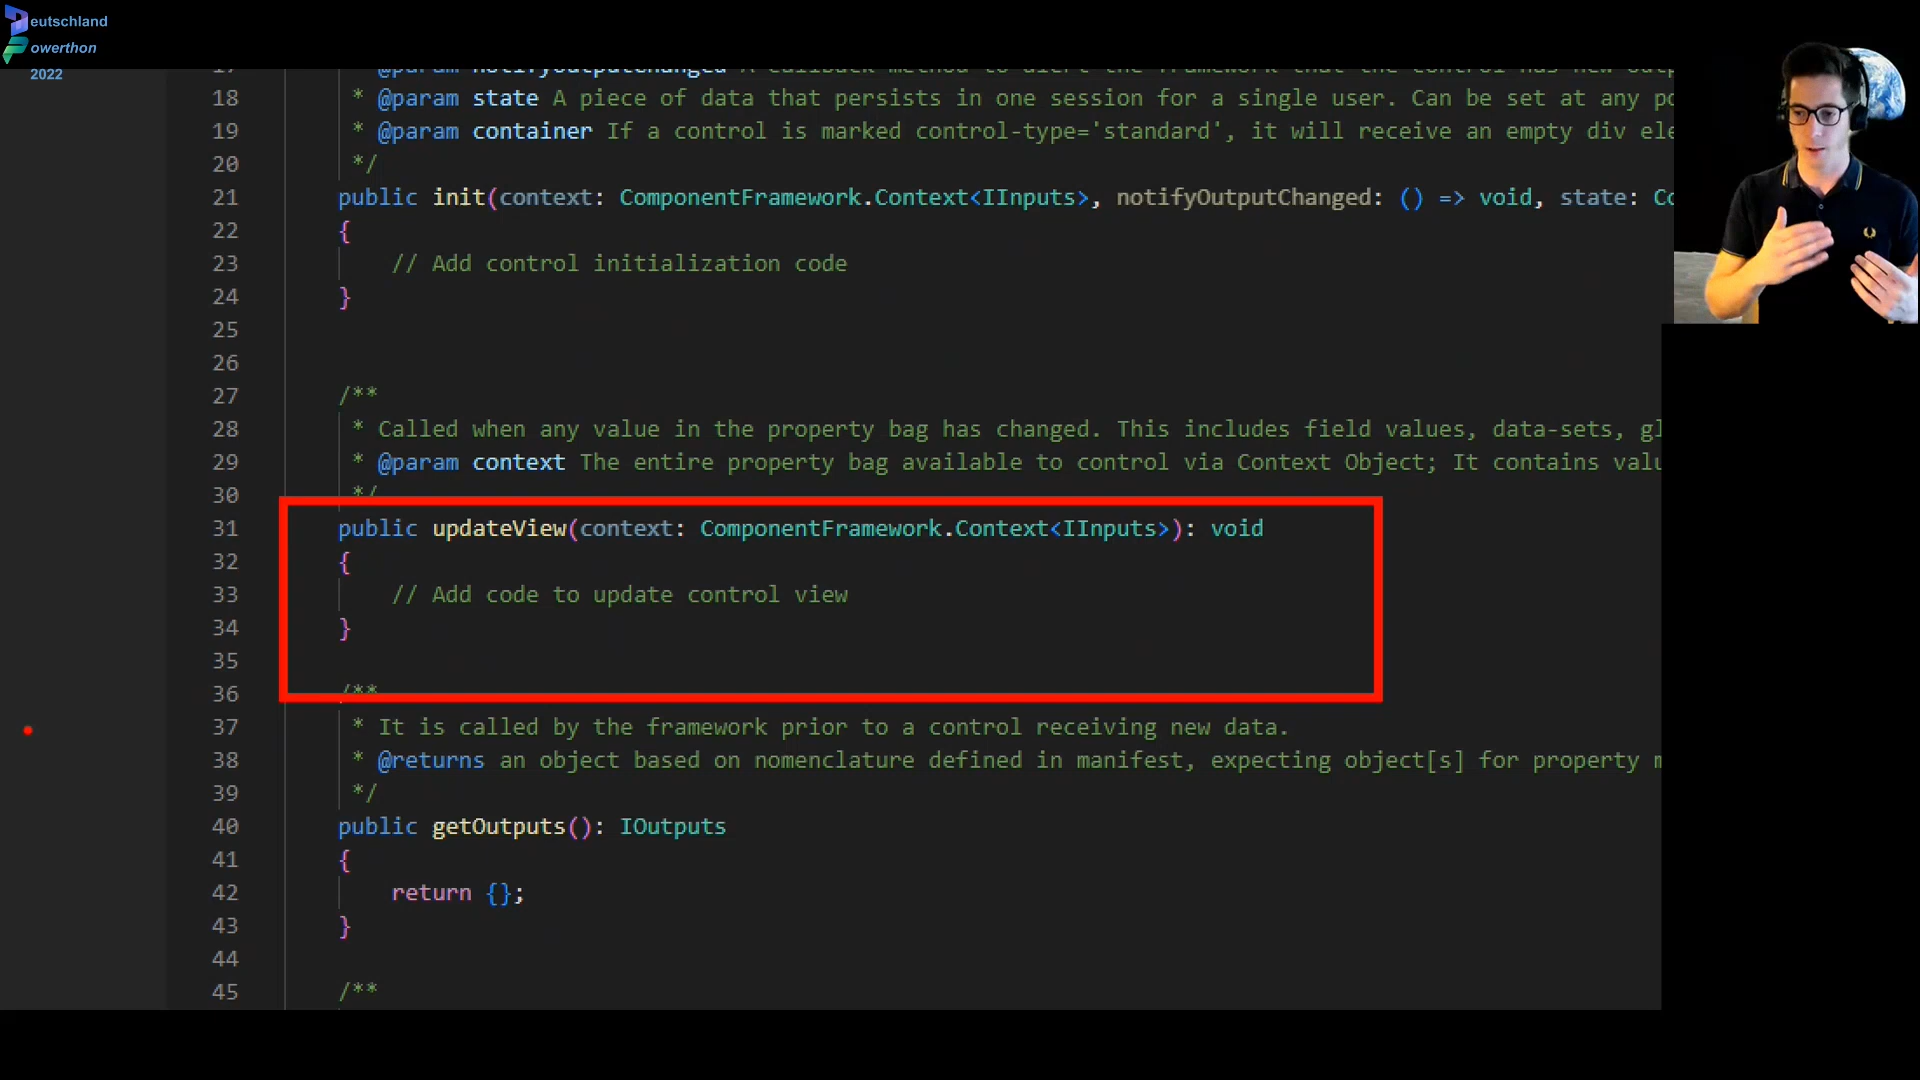 Deutschland
Powerthon
2022
18 * @param state A piece of data that persists in one session for a single user. Can be set at any
19 * @param container If a control is marked control-type='standard', it will receive an empty div
20 */
21 public init(context: ComponentFramework.Context<IInputs>, notifyOutputChanged: () => void, state:
22 {
23 // Add control initialization code
24 }
25
26
27 /**
28 * Called when any value in the property bag has changed. This includes field values, data-sets,
29 * @param context The entire property bag available to control via Context Object; It contains
30 */
31 public updateView(context: ComponentFramework.Context<IInputs>): void
32 {
33 // Add code to update control view
34 }
35
36 /**
37 * It is called by the framework prior to a control receiving new data.
38 * @returns an object based on nomenclature defined in manifest, expecting object[s] for property
39 */
40 public getOutputs(): IOutputs
41 {
42 return {};
43 }
44
45 /**